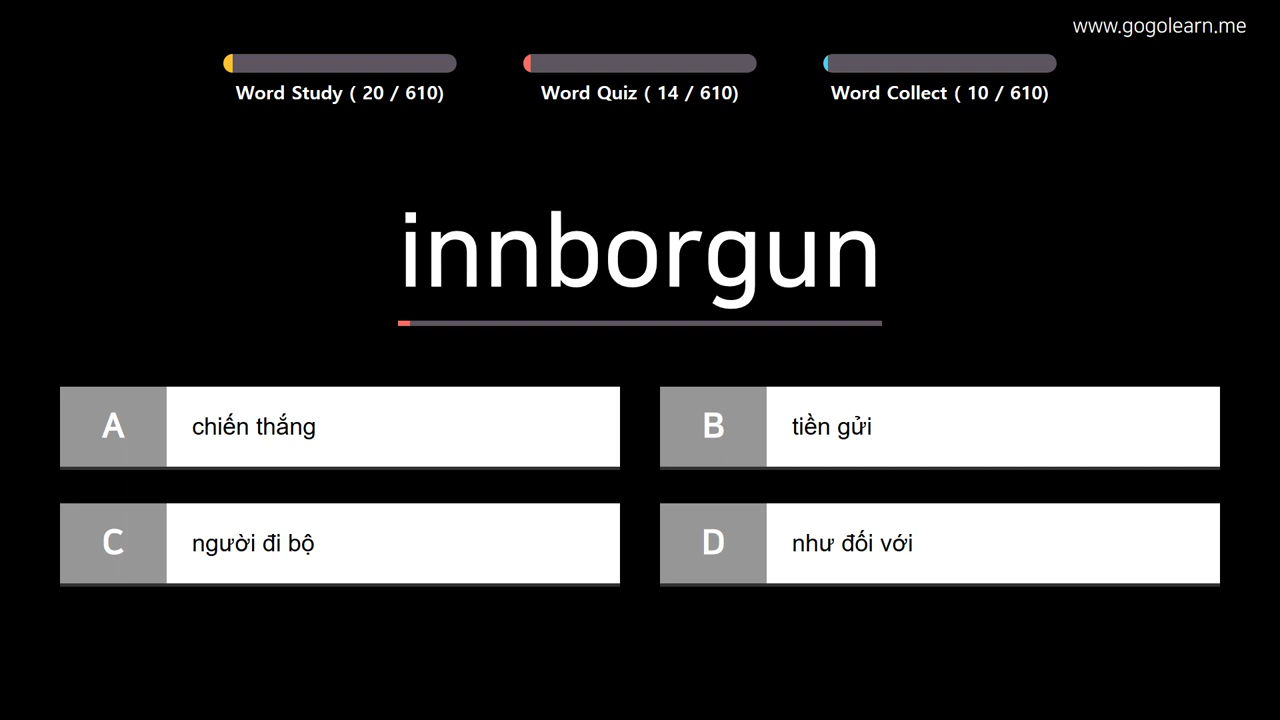 www.gogolearn.me
Word Study ( 20 / 610)
Word Quiz ( 14 / 610)
Word Collect ( 10 / 610)
innborgun
A
chiến thắng
B
tiền gửi
C
người đi bộ
D
như đối với